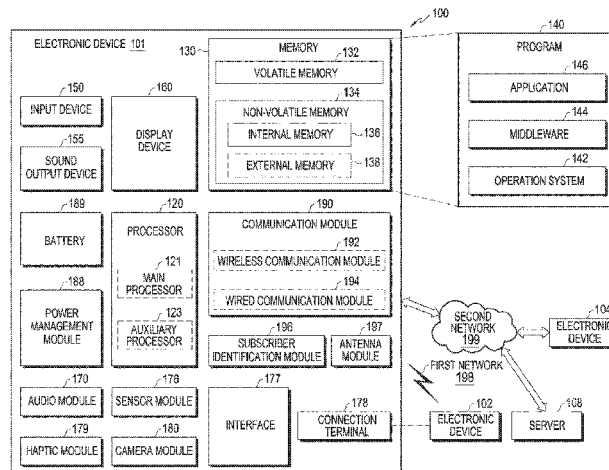 100
ELECTRONIC DEVICE 101
130
MEMORY
132
VOLATILE MEMORY
134
NON-VOLATILE MEMORY
136
INTERNAL MEMORY
138
EXTERNAL MEMORY
140
PROGRAM
146
APPLICATION
144
MIDDLEWARE
142
OPERATION SYSTEM
150
INPUT DEVICE
155
SOUND OUTPUT DEVICE
160
DISPLAY DEVICE
189
BATTERY
188
POWER MANAGEMENT MODULE
120
PROCESSOR
121
MAIN PROCESSOR
123
AUXILIARY PROCESSOR
190
COMMUNICATION MODULE
192
WIRELESS COMMUNICATION MODULE
194
WIRED COMMUNICATION MODULE
196
SUBSCRIBER IDENTIFICATION MODULE
197
ANTENNA MODULE
170
AUDIO MODULE
176
SENSOR MODULE
177
INTERFACE
178
CONNECTION TERMINAL
179
HAPTIC MODULE
180
CAMERA MODULE
SECOND NETWORK 199
FIRST NETWORK 198
104
ELECTRONIC DEVICE
102
ELECTRONIC DEVICE
108
SERVER